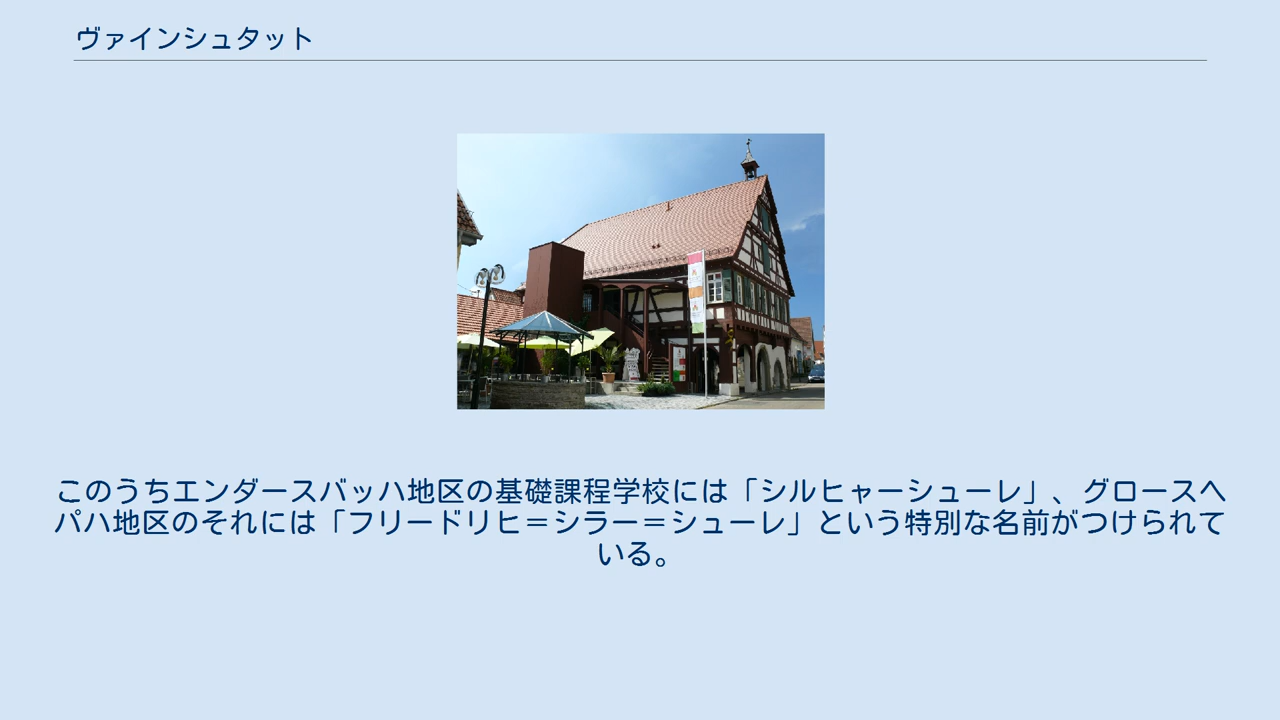 ヴァインシュタット
このうちエンダースバッハ地区の基礎課程学校には「シルヒャーシューレ」、グロースヘ
パハ地区のそれには「フリードリヒ＝シラー＝シューレ」という特別な名前がつけられて
いる。